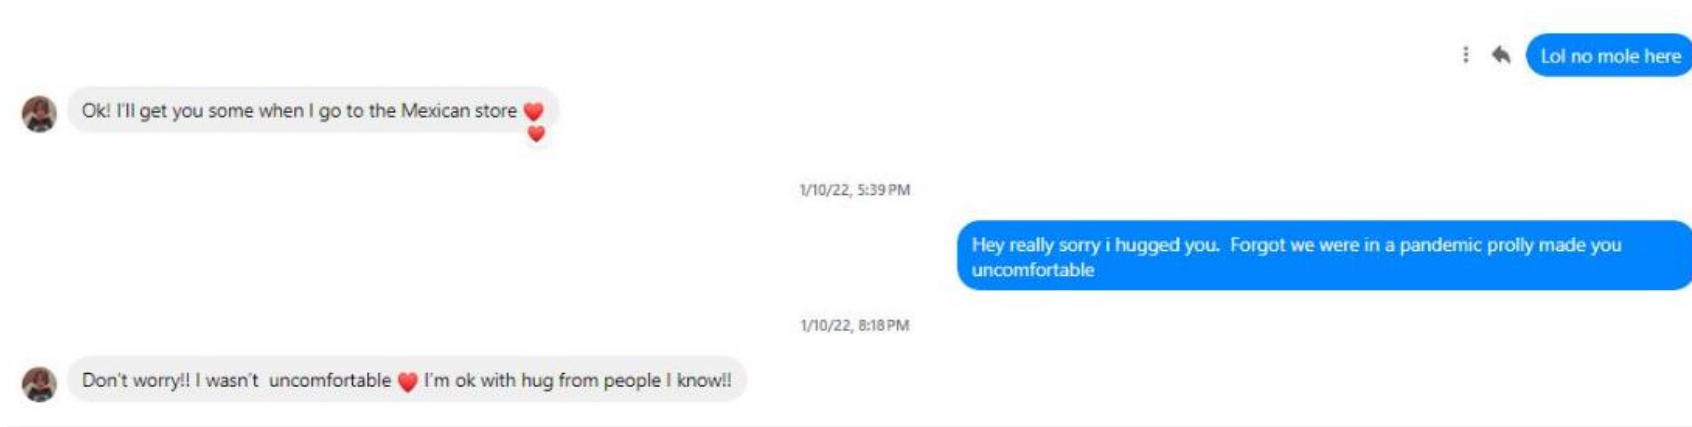 Lol no mole here
Ok! I'll get you some when I go to the Mexican store ❤️
❤️
1/10/22, 5:39 PM
Hey really sorry i hugged you.  Forgot we were in a pandemic prolly made you
uncomfortable
1/10/22, 8:18 PM
Don't worry!! I wasn't  uncomfortable ❤️ I'm ok with hug from people I know!!